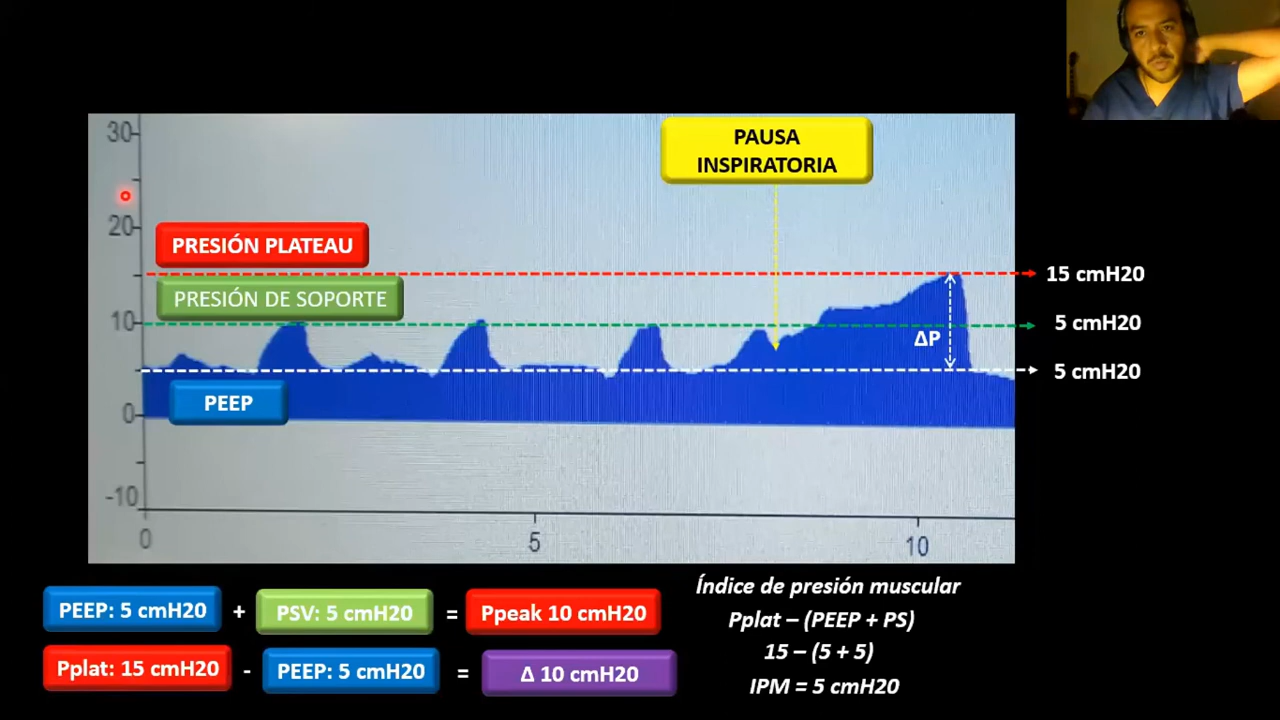 30
PAUSA
INSPIRATORIA
20
PRESIÓN PLATEAU
15 cmH20
PRESIÓN DE SOPORTE
10
5 cmH20
ΔP
5 cmH20
PEEP
0
-10
0
5
10
PEEP: 5 cmH20 + PSV: 5 cmH20 = Ppeak 10 cmH20
Pplat: 15 cmH20 - PEEP: 5 cmH20 = Δ 10 cmH20
Índice de presión muscular
Pplat – (PEEP + PS)
15 – (5 + 5)
IPM = 5 cmH20